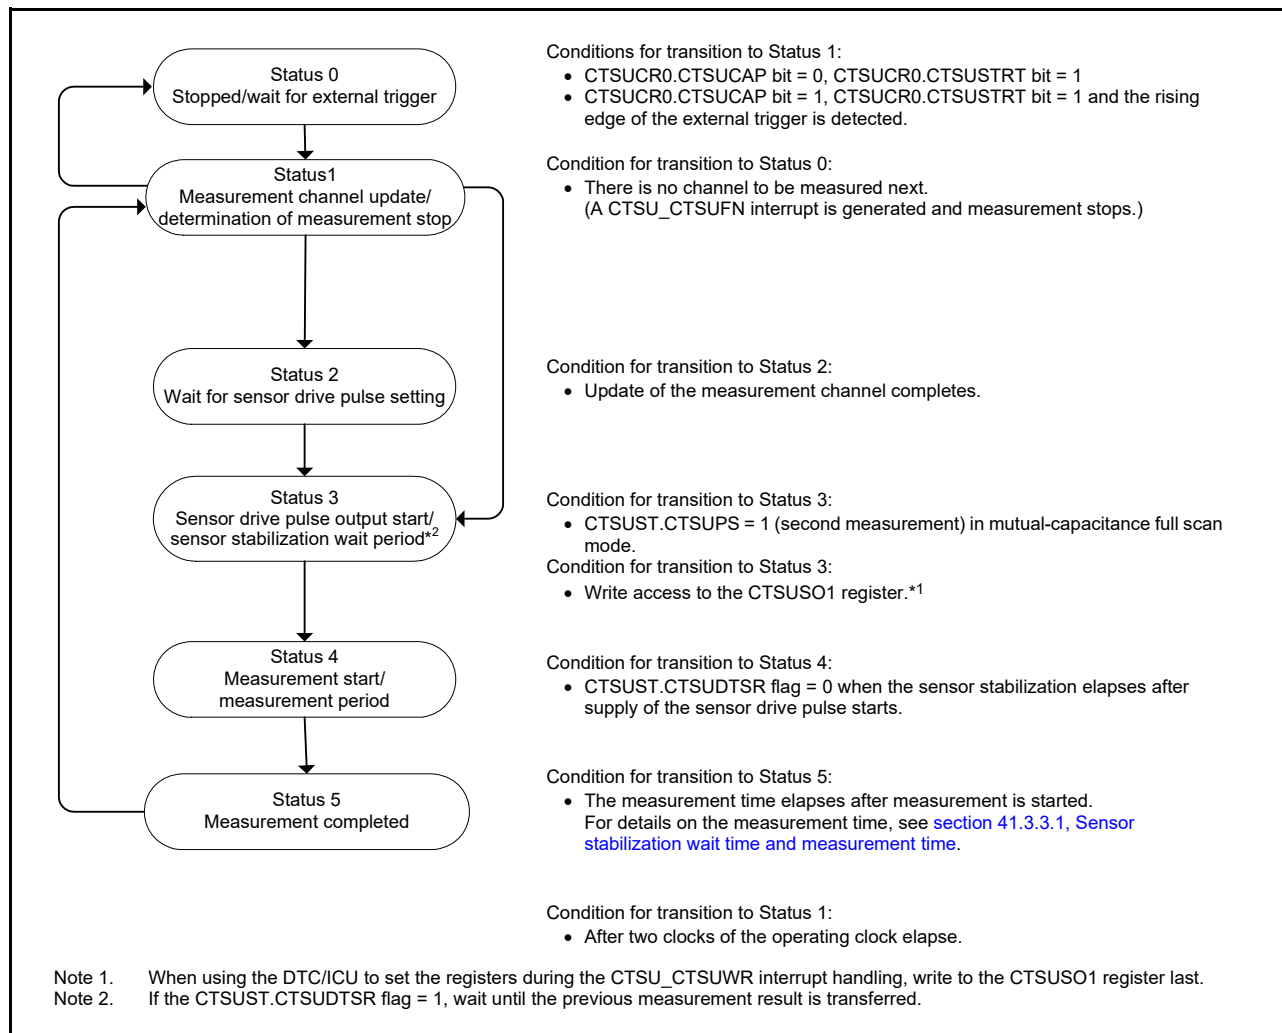 Status 0
Stopped/wait for external trigger
Conditions for transition to Status 1:
• CTSUCR0.CTSUCAP bit = 0, CTSUCR0.CTSUSTRT bit = 1
• CTSUCR0.CTSUCAP bit = 1, CTSUCR0.CTSUSTRT bit = 1 and the rising
edge of the external trigger is detected.
Status1
Measurement channel update/
determination of measurement stop
Condition for transition to Status 0:
• There is no channel to be measured next.
(A CTSU_CTSUFN interrupt is generated and measurement stops.)
Status 2
Wait for sensor drive pulse setting
Condition for transition to Status 2:
• Update of the measurement channel completes.
Status 3
Sensor drive pulse output start/
sensor stabilization wait period*2
Condition for transition to Status 3:
• CTSUST.CTSUPS = 1 (second measurement) in mutual-capacitance full scan
mode.
Condition for transition to Status 3:
• Write access to the CTSUSO1 register.*1
Status 4
Measurement start/
measurement period
Condition for transition to Status 4:
• CTSUST.CTSUDTSR flag = 0 when the sensor stabilization elapses after
supply of the sensor drive pulse starts.
Status 5
Measurement completed
Condition for transition to Status 5:
• The measurement time elapses after measurement is started.
For details on the measurement time, see section 41.3.3.1, Sensor
stabilization wait time and measurement time.
Condition for transition to Status 1:
• After two clocks of the operating clock elapse.
Note 1. When using the DTC/ICU to set the registers during the CTSU_CTSUWR interrupt handling, write to the CTSUSO1 register last.
Note 2. If the CTSUST.CTSUDTSR flag = 1, wait until the previous measurement result is transferred.